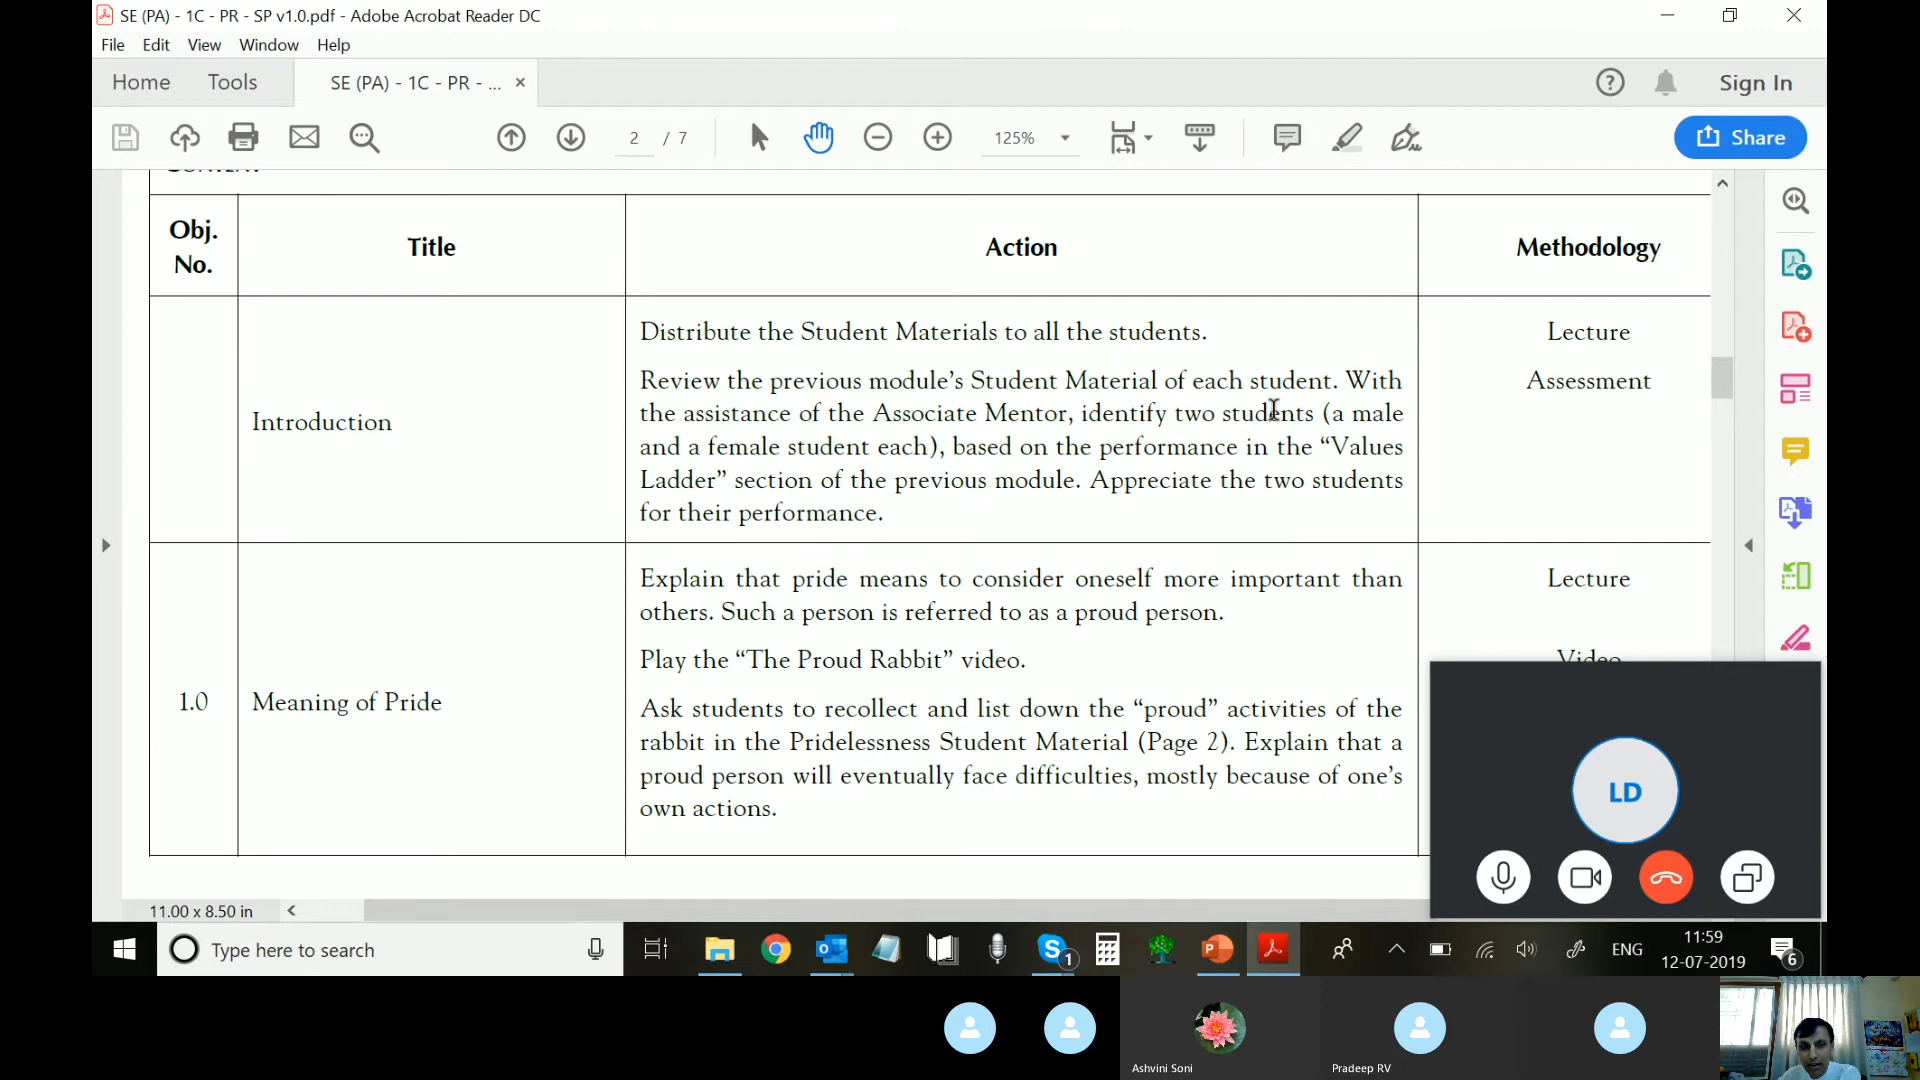 SE (PA) - 1C - PR - SP v1.0.pdf - Adobe Acrobat Reader DC
File Edit View Window Help
Home Tools SE (PA) - 1C - PR - ... × Sign In
2 / 7 125% Share
Obj. No. Title Action Methodology
Introduction
Distribute the Student Materials to all the students.
Lecture
Review the previous module's Student Material of each student. With
Assessment
the assistance of the Associate Mentor, identify two students (a male
and a female student each), based on the performance in the “Values
Ladder” section of the previous module. Appreciate the two students
for their performance.
1.0 Meaning of Pride
Explain that pride means to consider oneself more important than
Lecture
others. Such a person is referred to as a proud person.
Play the “The Proud Rabbit” video.
Video
Ask students to recollect and list down the “proud” activities of the
rabbit in the Pridelessness Student Material (Page 2). Explain that a
proud person will eventually face difficulties, mostly because of one's
own actions.
LD
11.00 x 8.50 in
Type here to search
1
ENG
11:59
12-07-2019
6
Ashvini Soni
Pradeep RV